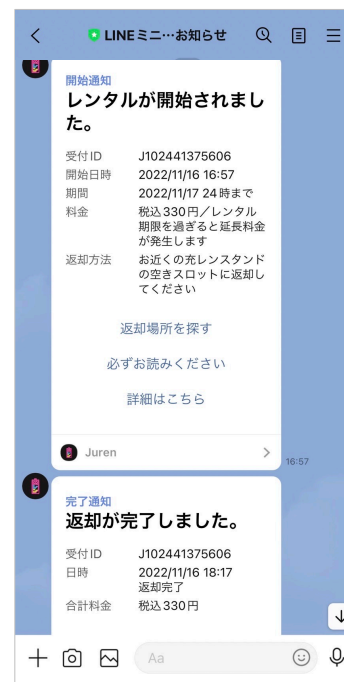 LINEミニ…お知らせ
開始通知
レンタルが開始されまし
た。
受付ID J102441375606
開始日時 2022/11/16 16:57
期間 2022/11/17 24時まで
料金 税込330円／レンタル
期限を過ぎると延長料金
が発生します
返却方法 お近くの充レンスタンド
の空きスロットに返却し
てください
返却場所を探す
必ずお読みください
詳細はこちら
Juren
16:57
完了通知
返却が完了しました。
受付ID J102441375606
日時 2022/11/16 18:17
返却完了
合計料金 税込330円
Aa